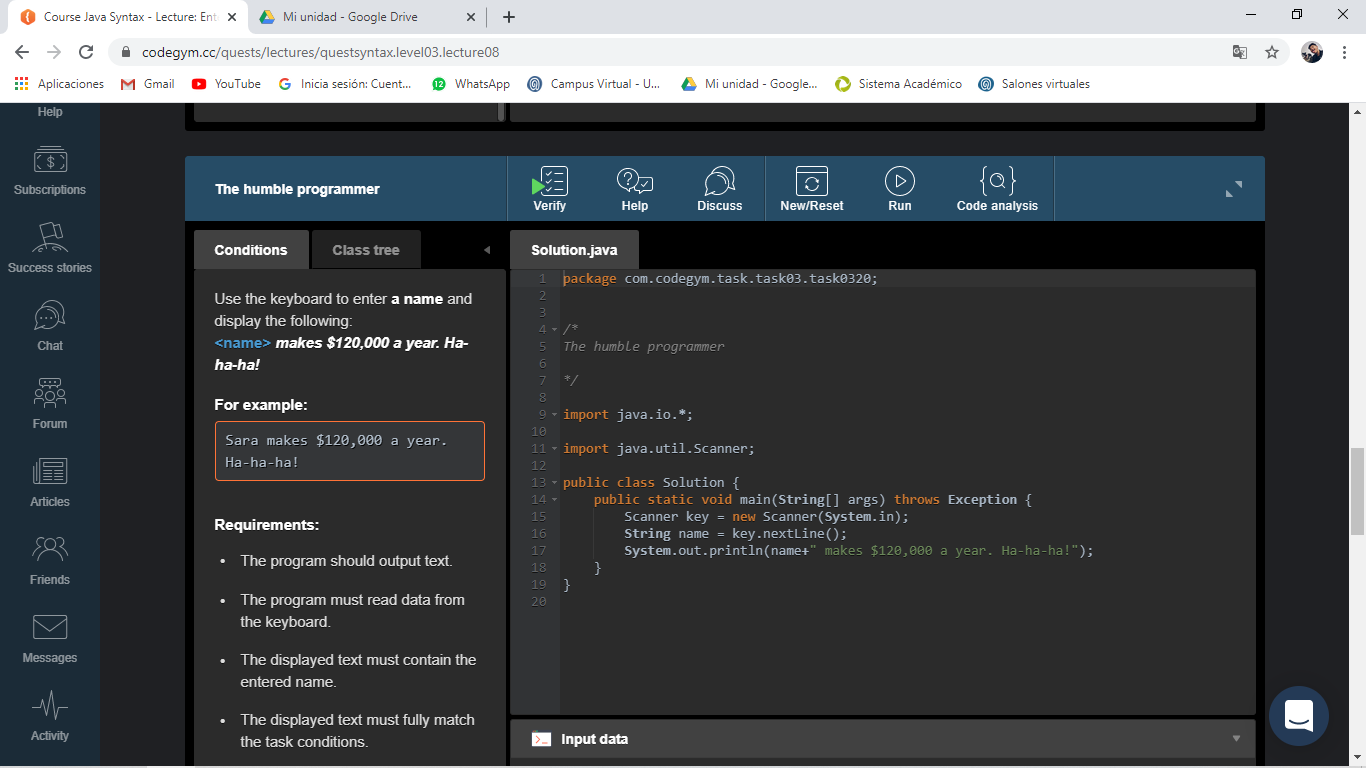 Course Java Syntax - Lecture: Ent
Mi unidad - Google Drive
codegym.cc/quests/lectures/questsyntax.level03.lecture08
Aplicaciones
Gmail
YouTube
Inicia sesión: Cuent...
12
WhatsApp
Campus Virtual - U...
Mi unidad - Google...
Sistema Académico
Salones virtuales
Help
Subscriptions
Success stories
Chat
Forum
Articles
Friends
Messages
Activity
The humble programmer
Verify
Help
Discuss
New/Reset
Run
Code analysis
Conditions
Class tree
Use the keyboard to enter a name and
display the following:
<name> makes $120,000 a year. Ha-
ha-ha!
For example:
Sara makes $120,000 a year.
Ha-ha-ha!
Requirements:
• The program should output text.
• The program must read data from
the keyboard.
• The displayed text must contain the
entered name.
• The displayed text must fully match
the task conditions.
Solution.java
1 package com.codegym.task.task03.task0320;
2
3
4 /*
5 The humble programmer
6
7 */
8
9 import java.io.*;
10
11 import java.util.Scanner;
12
13 public class Solution {
14 public static void main(String[] args) throws Exception {
15 Scanner key = new Scanner(System.in);
16 String name = key.nextLine();
17 System.out.println(name+" makes $120,000 a year. Ha-ha-ha!");
18 }
19 }
20
Input data